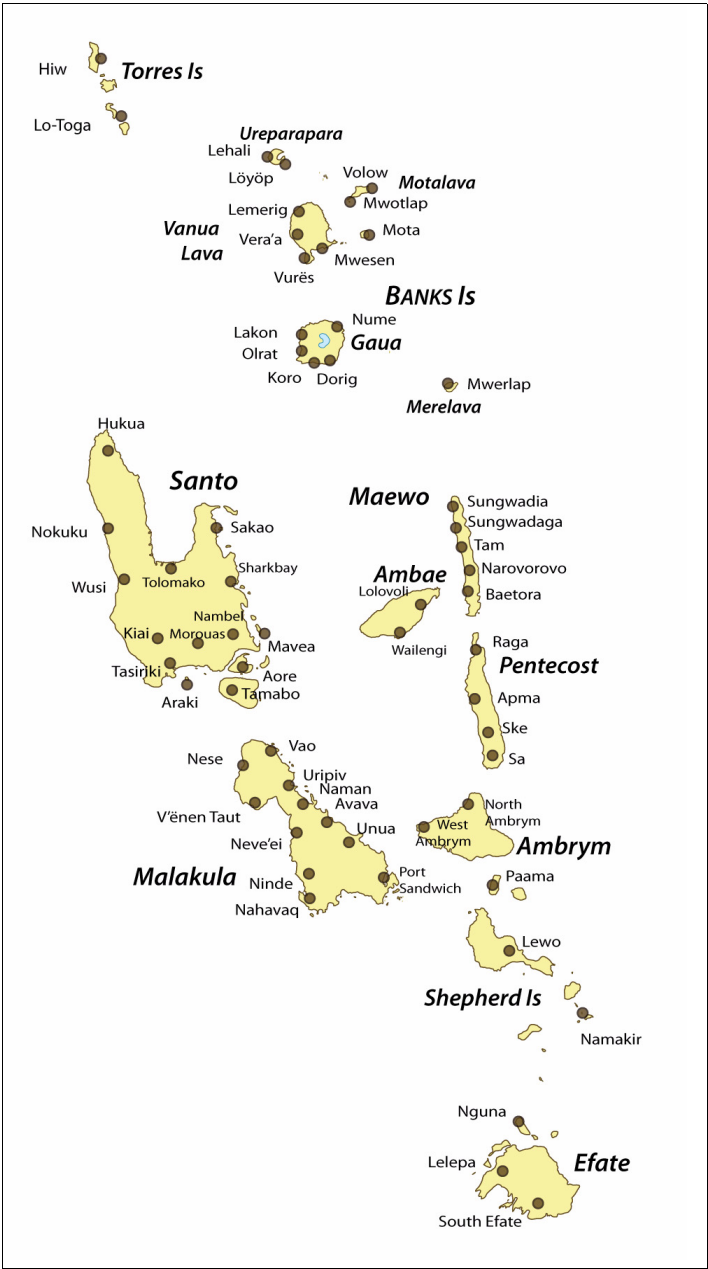 Hiw
Torres Is
Lo-Toga
Ureparapara
Lehali
Löyöp
Volow
Motalava
Mwotlap
Lemerig
Vanua
Lava
Vera’a
Mota
Mwesen
Vurës
BANKS Is
Nume
Lakon
Gaua
Olrat
Koro
Dorig
Mwerlap
Merelava
Hukua
Santo
Maewo
Sungwadia
Sungwadaga
Nokuku
Sakao
Tam
Sharkbay
Narovorovo
Ambae
Wusi
Tolomako
Lolovoli
Baetora
Nambel
Kiai
Morouas
Mavea
Wailengi
Raga
Pentecost
Tasiriki
Aore
Araki
Tamabo
Apma
Ske
Sa
Vao
Nese
Uripiv
Naman
Avava
V’ënen Taut
Unua
North
Ambrym
West
Ambrym
Neve’ei
Ambrym
Malakula
Ninde
Port
Sandwich
Paama
Nahavaq
Lewo
Shepherd Is
Namakir
Nguna
Lelepa
Efate
South Efate